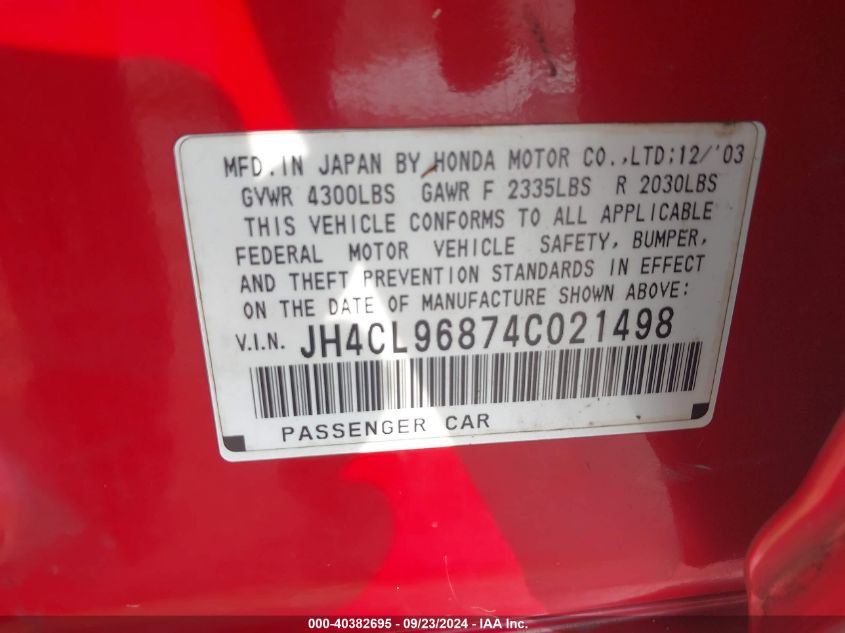 MFD. IN JAPAN BY HONDA MOTOR CO.,LTD:12/'03
GVWR 4300LBS GAWR F 2335LBS R 2030LBS
THIS VEHICLE CONFORMS TO ALL APPLICABLE
FEDERAL MOTOR VEHICLE SAFETY, BUMPER,
AND THEFT PREVENTION STANDARDS IN EFFECT
ON THE DATE OF MANUFACTURE SHOWN ABOVE:
V.I.N. JH4CL96874C021498
PASSENGER CAR
000-40382695 - 09/23/2024 - IAA Inc.